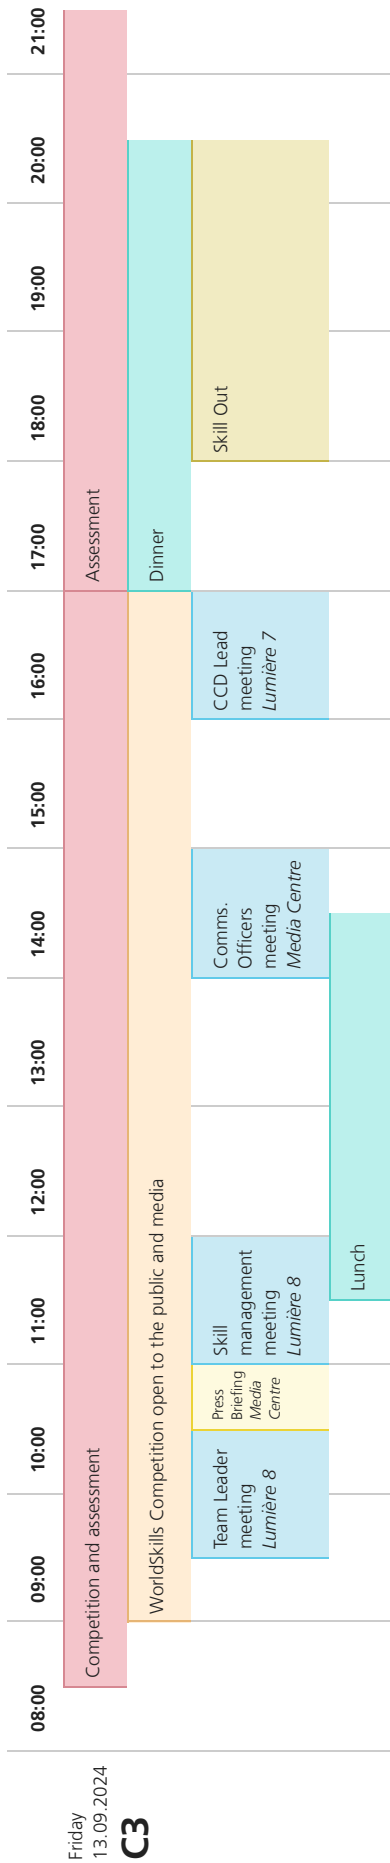 Friday
13.09.2024
C3
08:00
09:00
10:00
11:00
12:00
13:00
14:00
15:00
16:00
17:00
18:00
19:00
20:00
21:00
Competition and assessment
Assessment
WorldSkills Competition open to the public and media
Dinner
Team Leader
meeting
Lumière 8
Press
Briefing
Media
Centre
Skill
management
meeting
Lumière 8
Comms.
Officers
meeting
Media Centre
CCD Lead
meeting
Lumière 7
Skill Out
Lunch